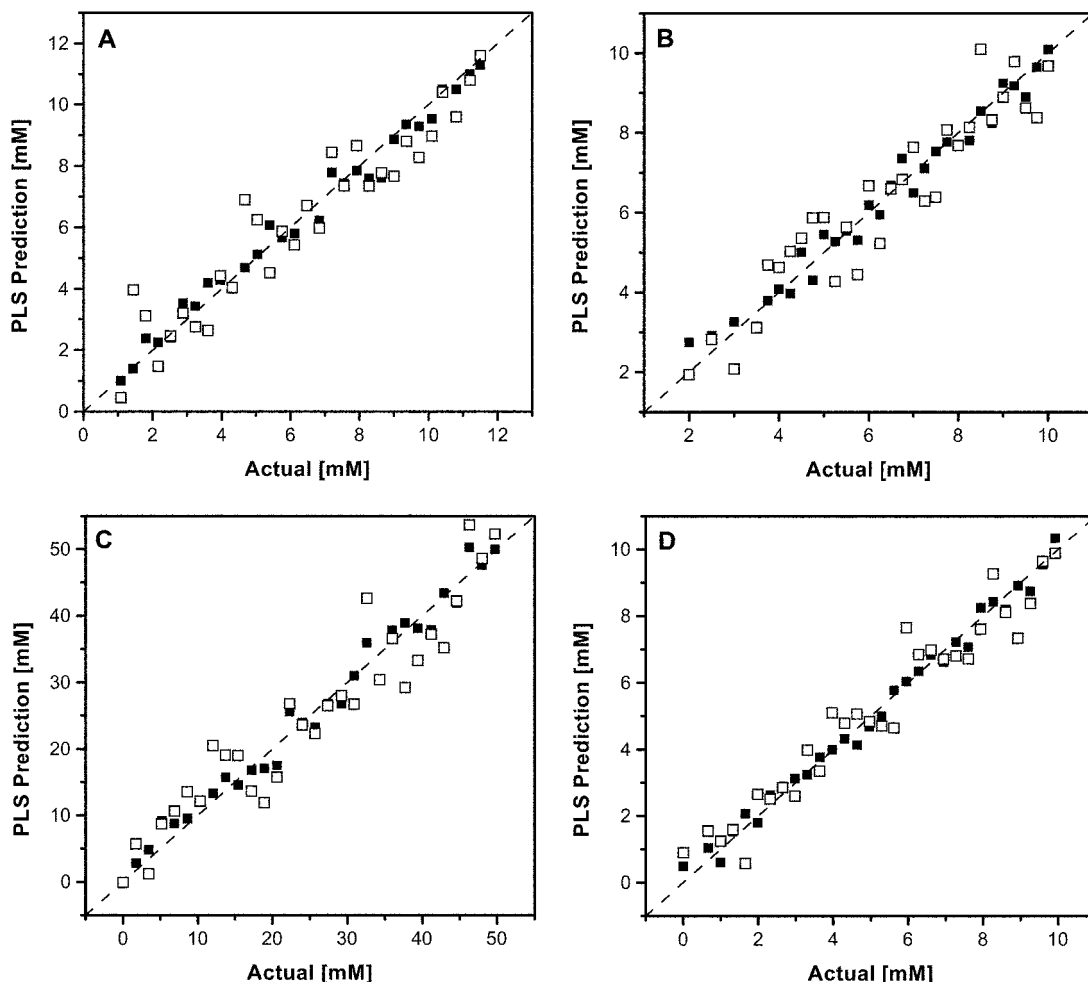 A
PLS Prediction [mM]
12
10
8
6
4
2
0
0 2 4 6 8 10 12
Actual [mM]
B
PLS Prediction [mM]
10
8
6
4
2
2 4 6 8 10
Actual [mM]
C
PLS Prediction [mM]
50
40
30
20
10
0
0 10 20 30 40 50
Actual [mM]
D
PLS Prediction [mM]
10
8
6
4
2
0
0 2 4 6 8 10
Actual [mM]